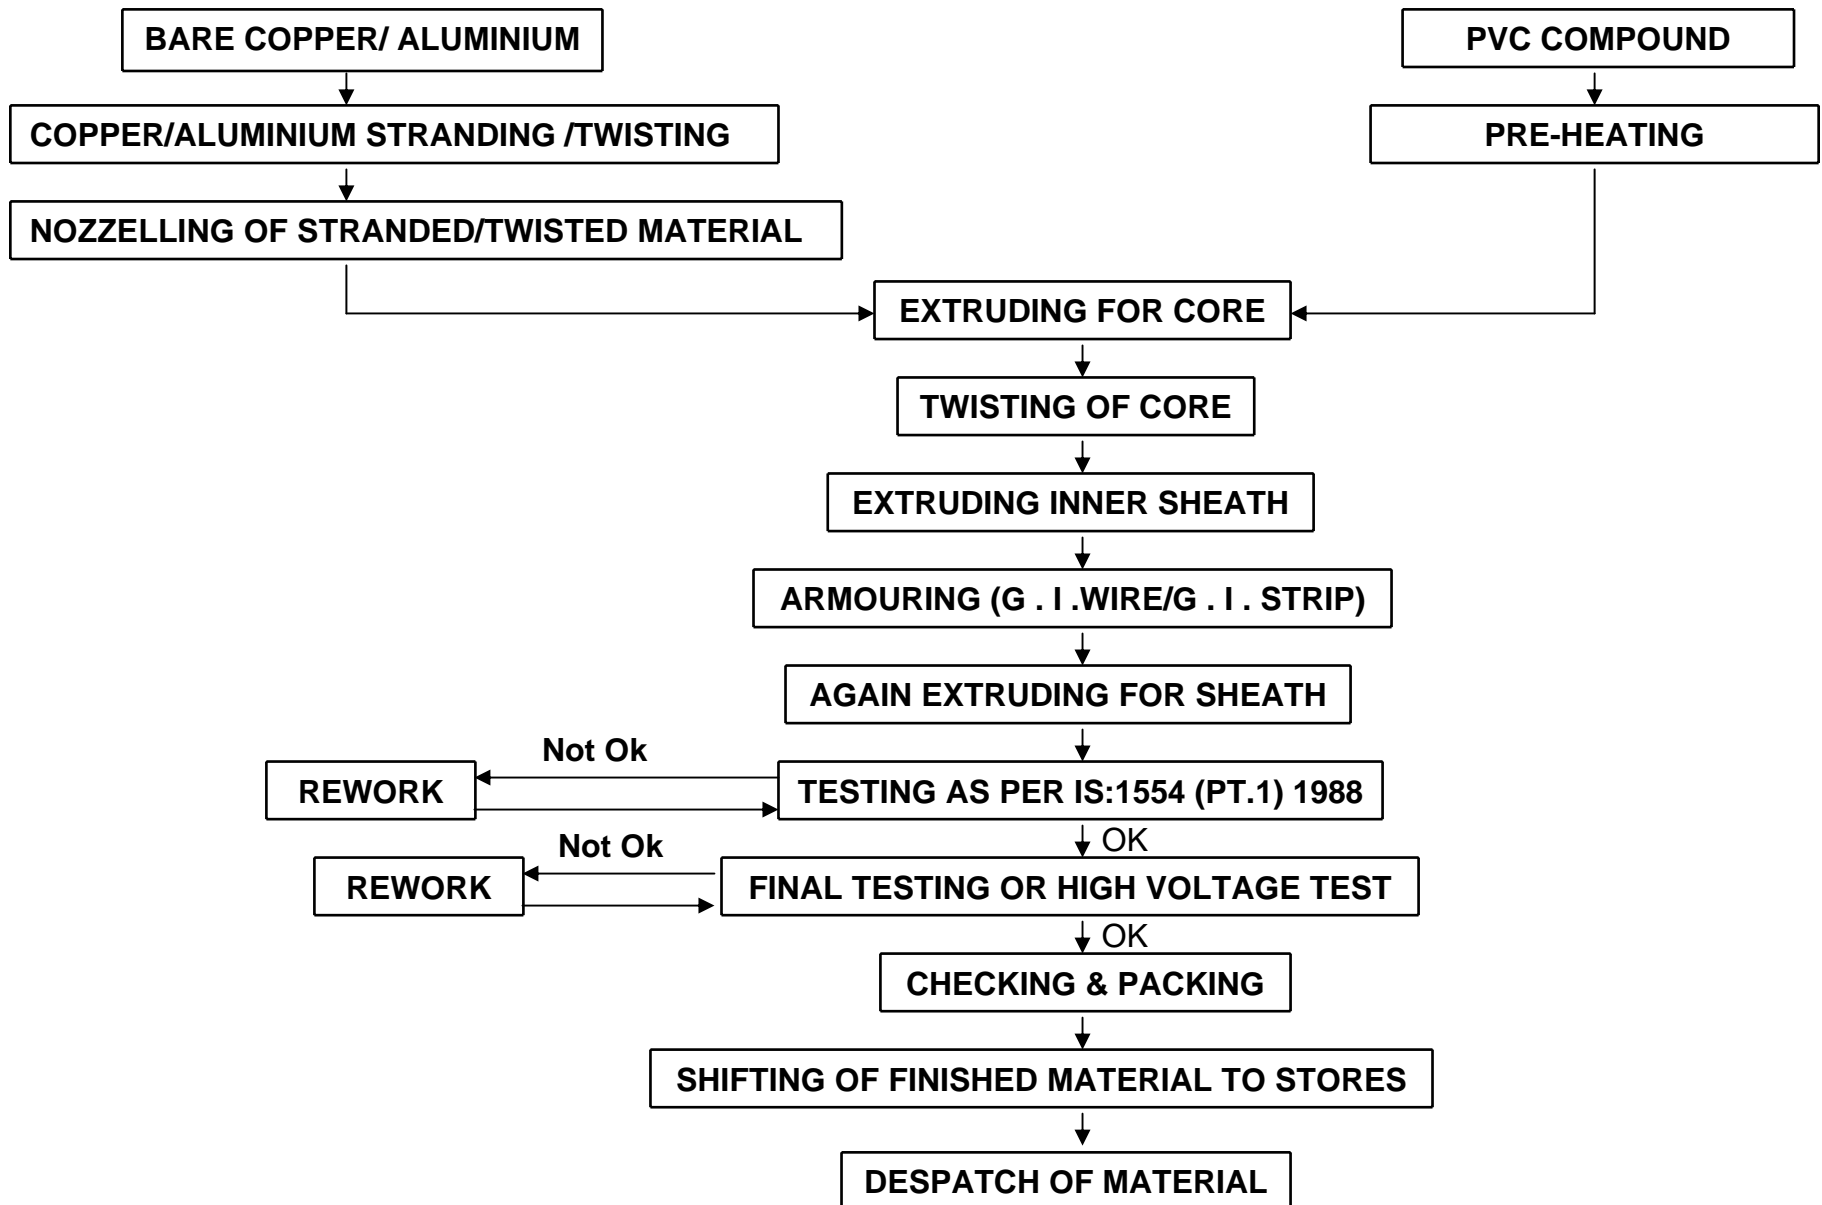 BARE COPPER/ ALUMINIUM
PVC COMPOUND
COPPER/ALUMINIUM STRANDING /TWISTING
PRE-HEATING
NOZZELLING OF STRANDED/TWISTED MATERIAL
EXTRUDING FOR CORE
TWISTING OF CORE
EXTRUDING INNER SHEATH
ARMOURING (G . I .WIRE/G . I . STRIP)
AGAIN EXTRUDING FOR SHEATH
Not Ok
REWORK
TESTING AS PER IS:1554 (PT.1) 1988
OK
Not Ok
REWORK
FINAL TESTING OR HIGH VOLTAGE TEST
OK
CHECKING & PACKING
SHIFTING OF FINISHED MATERIAL TO STORES
DESPATCH OF MATERIAL